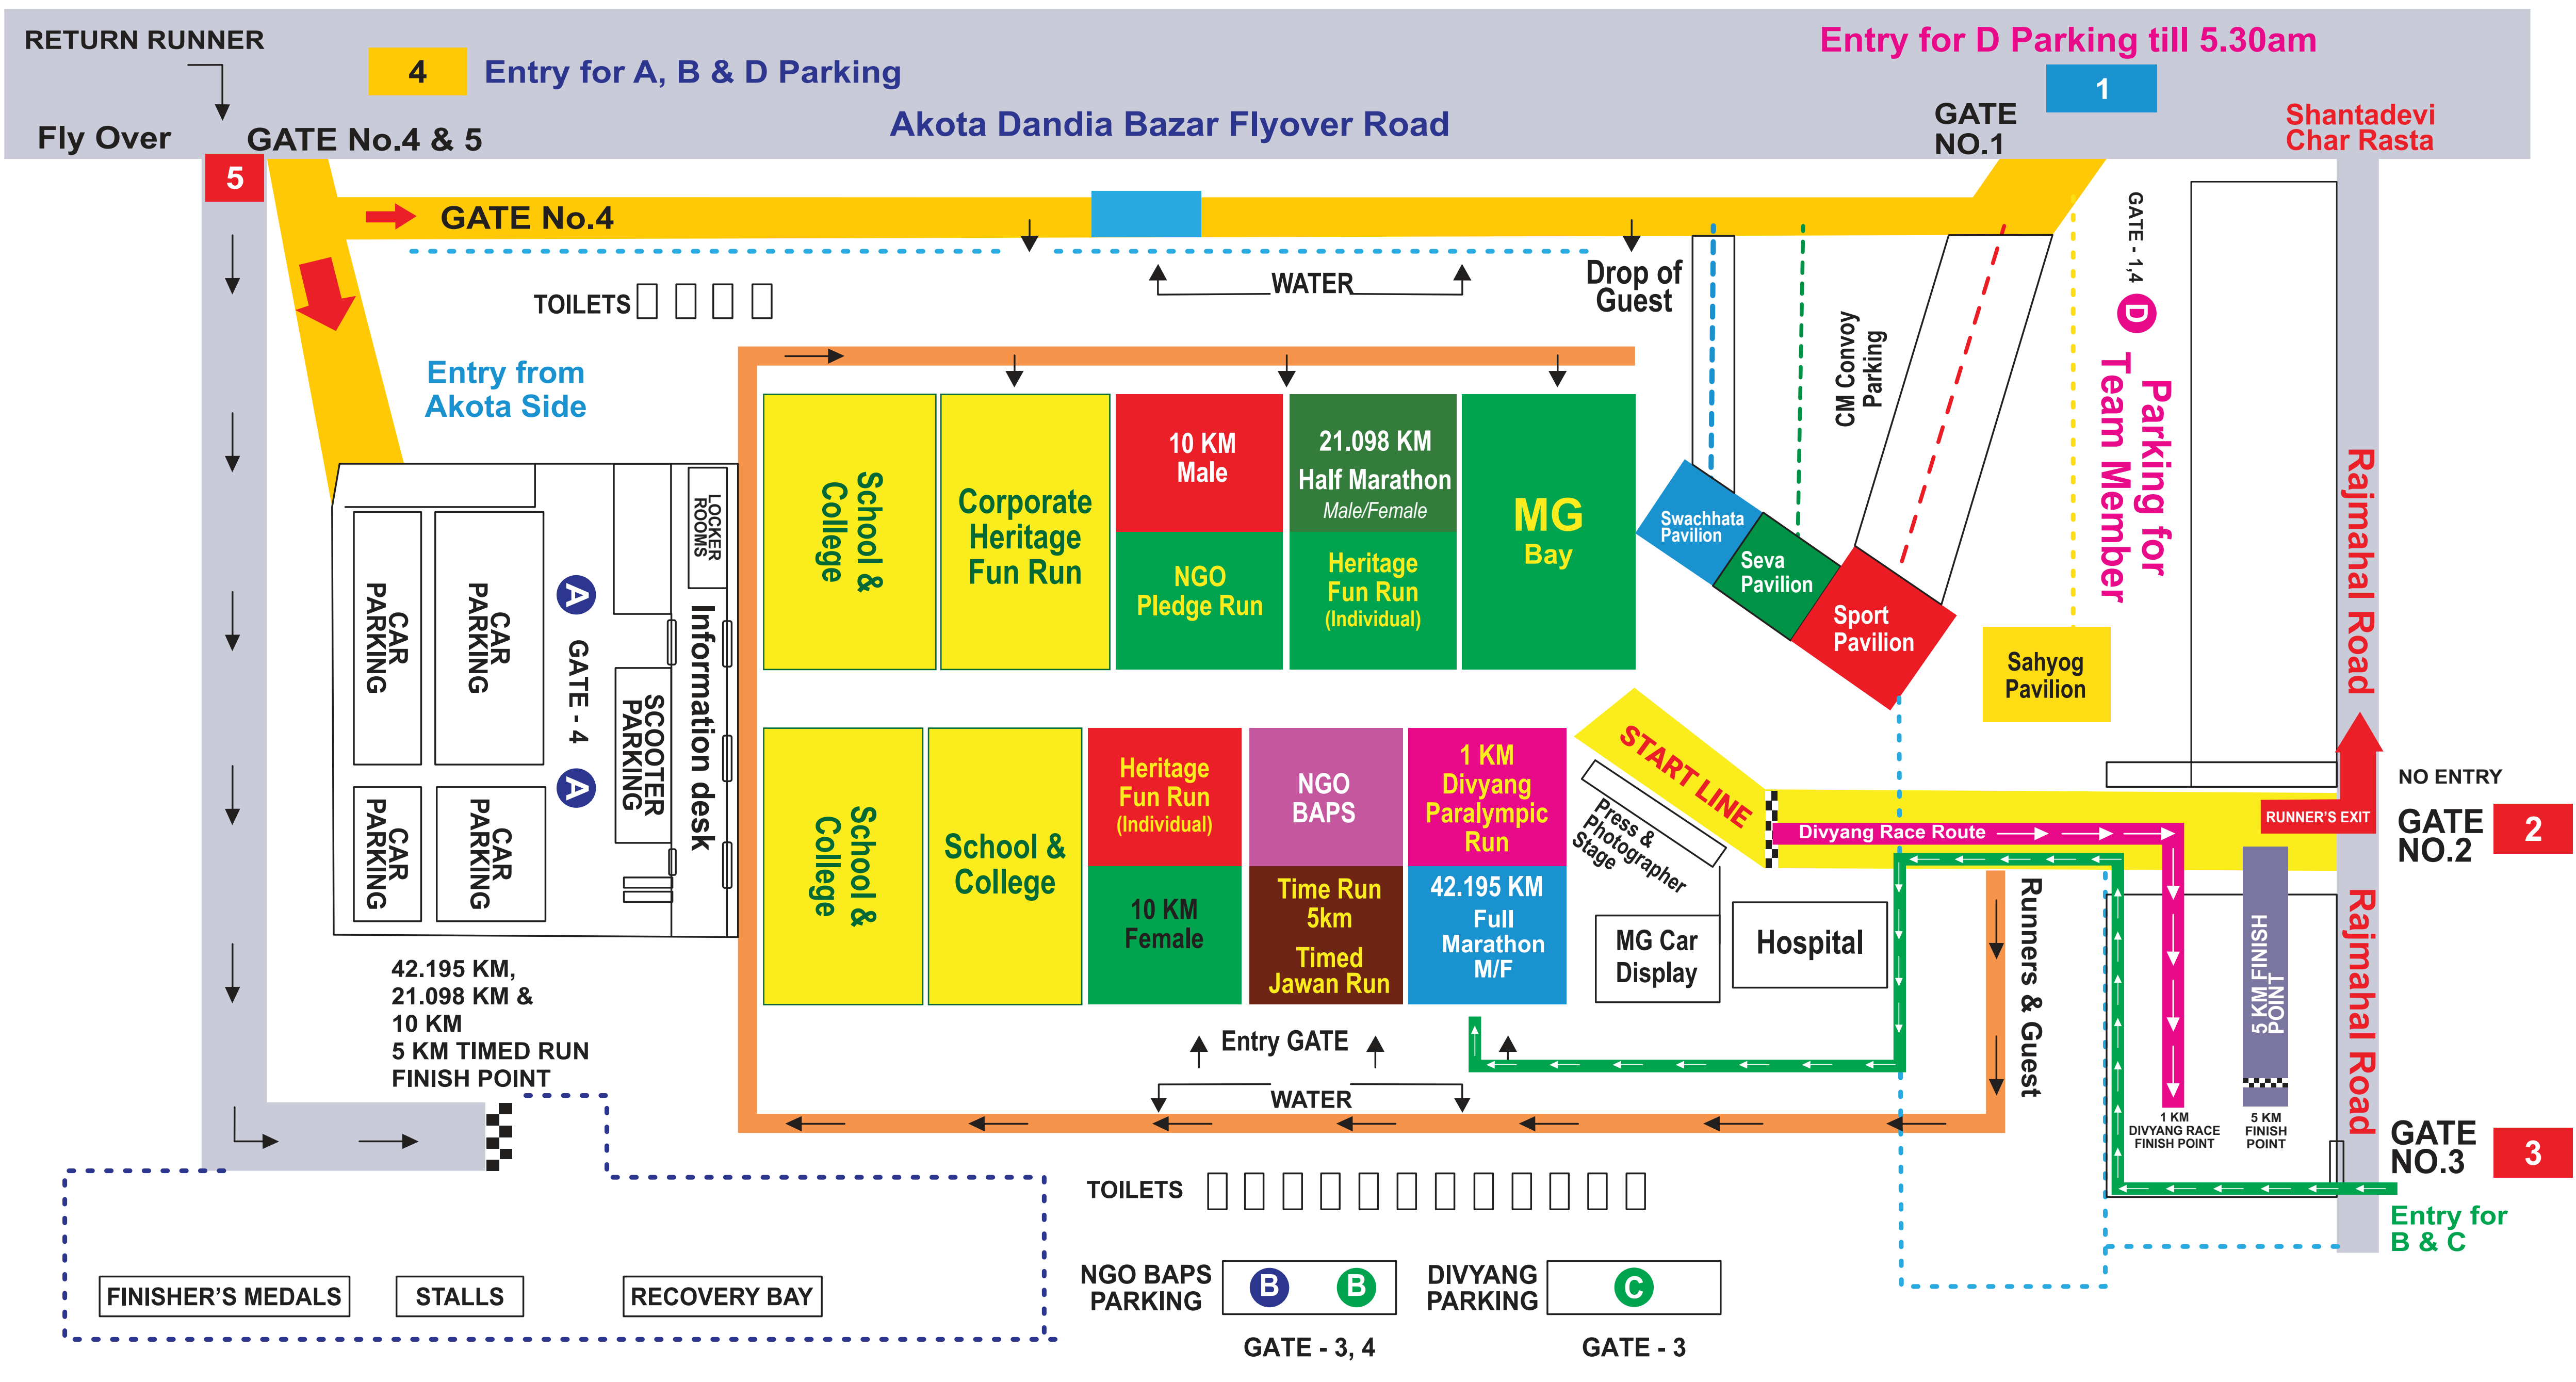 RETURN RUNNER
4
Entry for A, B & D Parking
Entry for D Parking till 5.30am
1
Akota Dandia Bazar Flyover Road
GATE
NO.1
Shantadevi
Char Rasta
Fly Over
GATE No.4 & 5
5
GATE No.4
GATE - 1,4
D
Parking for
Team Member
TOILETS
WATER
Drop of
Guest
CM Convoy
Parking
Entry from
Akota Side
LOCKER
ROOMS
CAR
PARKING
CAR
PARKING
A
GATE - 4
A
SCOOTER
PARKING
Information desk
CAR
PARKING
CAR
PARKING
School &
College
Corporate
Heritage
Fun Run
10 KM
Male
NGO
Pledge Run
21.098 KM
Half Marathon
Male/Female
Heritage
Fun Run
(Individual)
MG
Bay
Swachhata
Pavilion
Seva
Pavilion
Sport
Pavilion
Sahyog
Pavilion
Rajmahal Road
School &
College
School &
College
Heritage
Fun Run
(Individual)
10 KM
Female
NGO
BAPS
Time Run
5km
Timed
Jawan Run
1 KM
Divyang
Paralympic
Run
42.195 KM
Full
Marathon
M/F
START LINE
Press &
Photographer
Stage
MG Car
Display
Hospital
Divyang Race Route
RUNNER'S EXIT
NO ENTRY
GATE
NO.2
2
Runners & Guest
5 KM FINISH
POINT
Rajmahal Road
1 KM
DIVYANG RACE
FINISH POINT
5 KM
FINISH
POINT
GATE
NO.3
3
Entry for
B & C
42.195 KM,
21.098 KM &
10 KM
5 KM TIMED RUN
FINISH POINT
Entry GATE
WATER
TOILETS
FINISHER'S MEDALS
STALLS
RECOVERY BAY
NGO BAPS
PARKING
B
B
GATE - 3, 4
DIVYANG
PARKING
C
GATE - 3